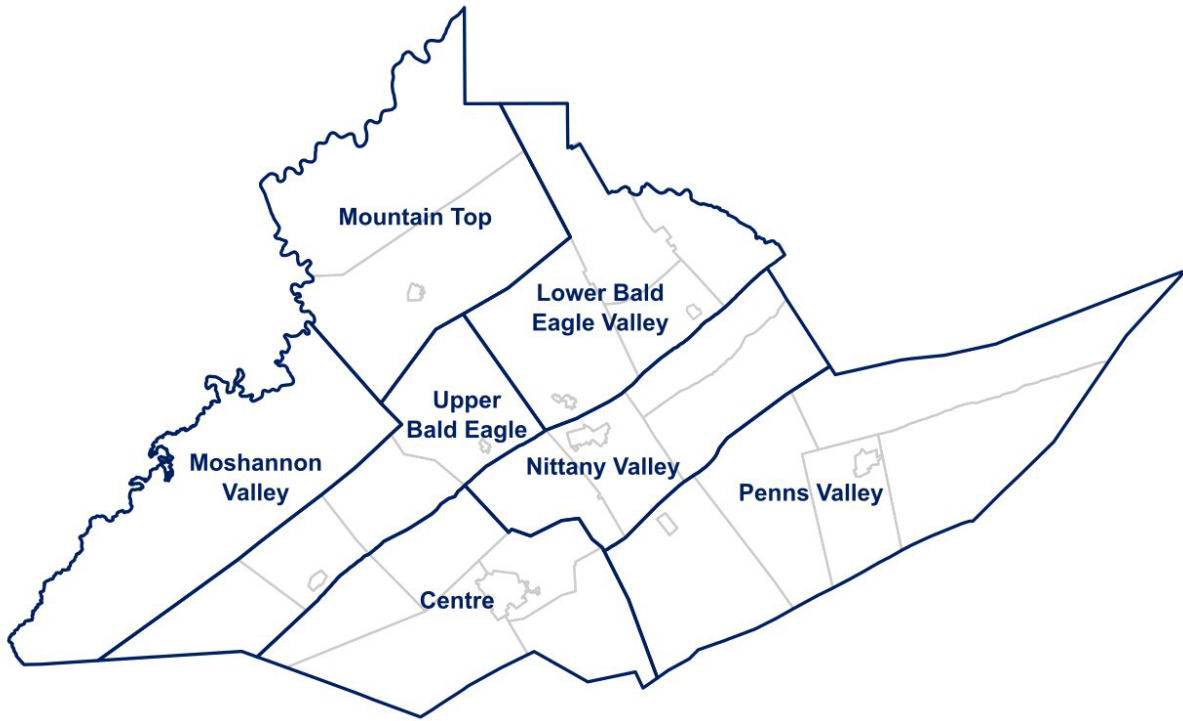 Mountain Top
Lower Bald
Eagle Valley
Upper
Bald Eagle
Moshannon
Valley
Nittany Valley
Penns Valley
Centre